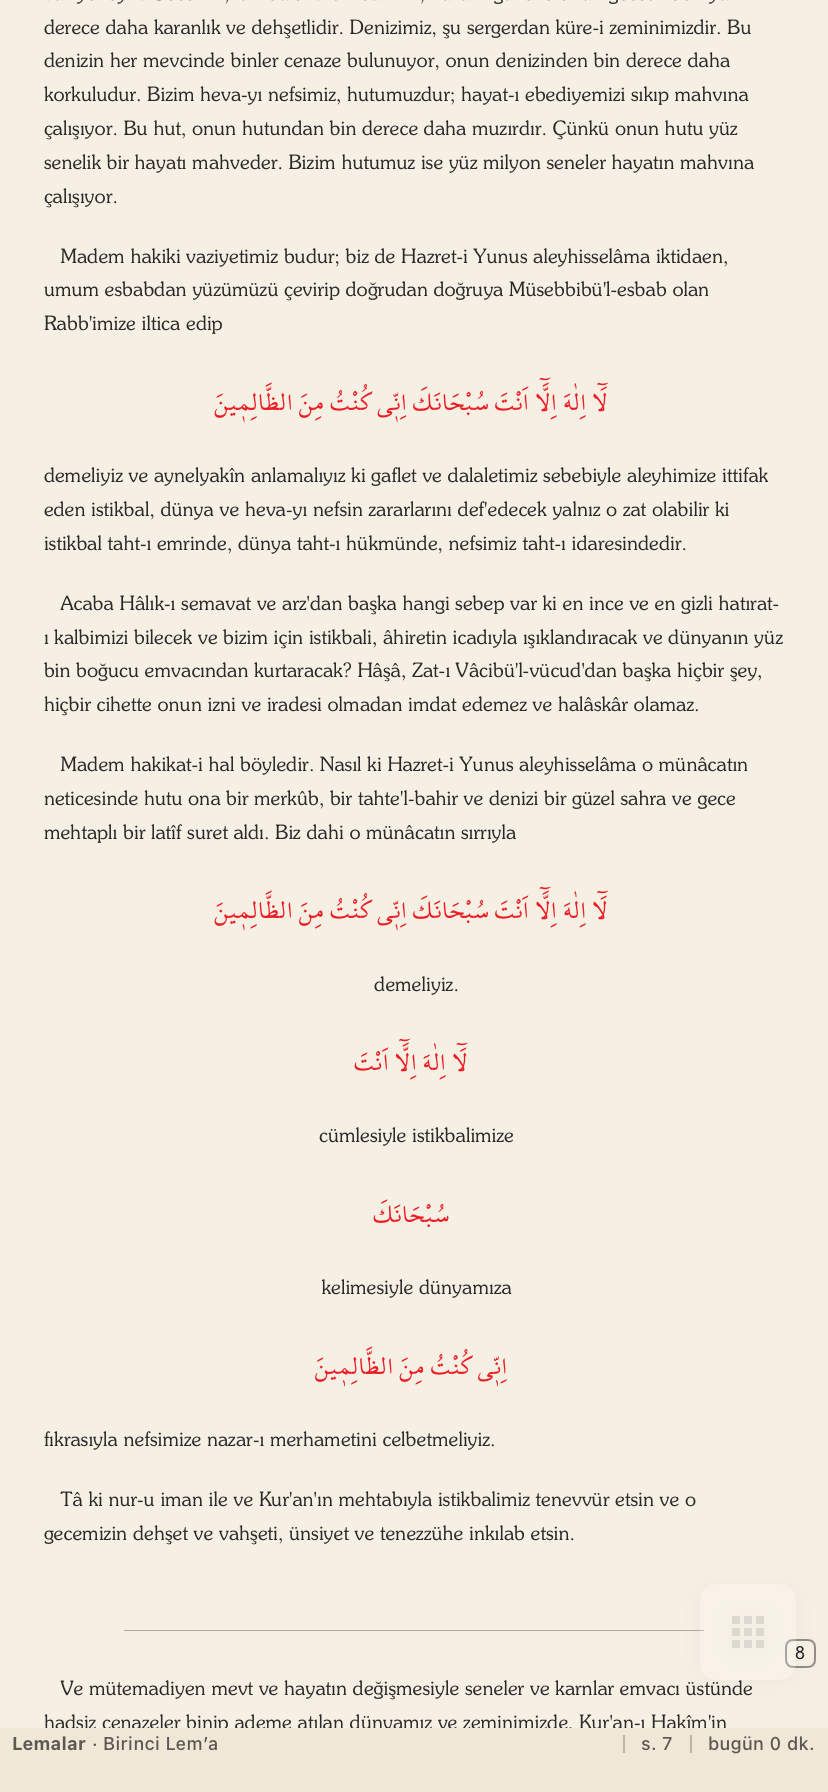 derece daha karanlık ve dehşetlidir. Denizimiz, şu sergerdan küre-i zeminimizdir. Bu
denizin her mevcinde binler cenaze bulunuyor, onun denizinden bin derece daha
korkuludur. Bizim heva-yı nefsimiz, hutumuzdur; hayat-ı ebediyemizi sıkıp mahvına
çalışıyor. Bu hut, onun hutundan bin derece daha muzırdır. Çünkü onun hutu yüz
senelik bir hayatı mahveder. Bizim hutumuz ise yüz milyon seneler hayatın mahvına
çalışıyor.
Madem hakiki vaziyetimiz budur; biz de Hazret-i Yunus aleyhisselâma iktidaen,
umum esbabdan yüzümüzü çevirip doğrudan doğruya Müsebbibü'l-esbab olan
Rabb'imize iltica edip
لَٓا اِلٰهَ اِلَّٓا اَنْتَ سُبْحَانَكَ اِنّ۪ى كُنْتُ مِنَ الظَّالِم۪ينَ
demeliyiz ve aynelyakîn anlamalıyız ki gaflet ve dalaletimiz sebebiyle aleyhimize ittifak
eden istikbal, dünya ve heva-yı nefsin zararlarını def'edecek yalnız o zat olabilir ki
istikbal taht-ı emrinde, dünya taht-ı hükmünde, nefsimiz taht-ı idaresindedir.
Acaba Hâlık-ı semavat ve arz'dan başka hangi sebep var ki en ince ve en gizli hatırat-
ı kalbimizi bilecek ve bizim için istikbali, âhiretin icadıyla ışıklandıracak ve dünyanın yüz
bin boğucu emvacından kurtaracak? Hâşâ, Zat-ı Vâcibü'l-vücud'dan başka hiçbir şey,
hiçbir cihette onun izni ve iradesi olmadan imdat edemez ve halâskâr olamaz.
Madem hakikat-i hal böyledir. Nasıl ki Hazret-i Yunus aleyhisselâma o münâcatın
neticesinde hutu ona bir merkûb, bir tahte'l-bahir ve denizi bir güzel sahra ve gece
mehtaplı bir latîf suret aldı. Biz dahi o münâcatın sırrıyla
لَٓا اِلٰهَ اِلَّٓا اَنْتَ سُبْحَانَكَ اِنّ۪ى كُنْتُ مِنَ الظَّالِم۪ينَ
demeliyiz.
لَٓا اِلٰهَ اِلَّٓا اَنْتَ
cümlesiyle istikbalimize
سُبْحَانَكَ
kelimesiyle dünyamıza
اِنّ۪ى كُنْتُ مِنَ الظَّالِم۪ينَ
fıkrasıyla nefsimize nazar-ı merhametini celbetmeliyiz.
Tâ ki nur-u iman ile ve Kur'an'ın mehtabıyla istikbalimiz tenevvür etsin ve o
gecemizin dehşet ve vahşeti, ünsiyet ve tenezzühe inkılab etsin.
8
Ve mütemadiyen mevt ve hayatın değişmesiyle seneler ve karnlar emvacı üstünde
hadsiz cenazeler binip ademe atılan dünyamız ve zeminimizde, Kur'an-ı Hakîm'in
Lemalar · Birinci Lem'a | s. 7 | bugün 0 dk.